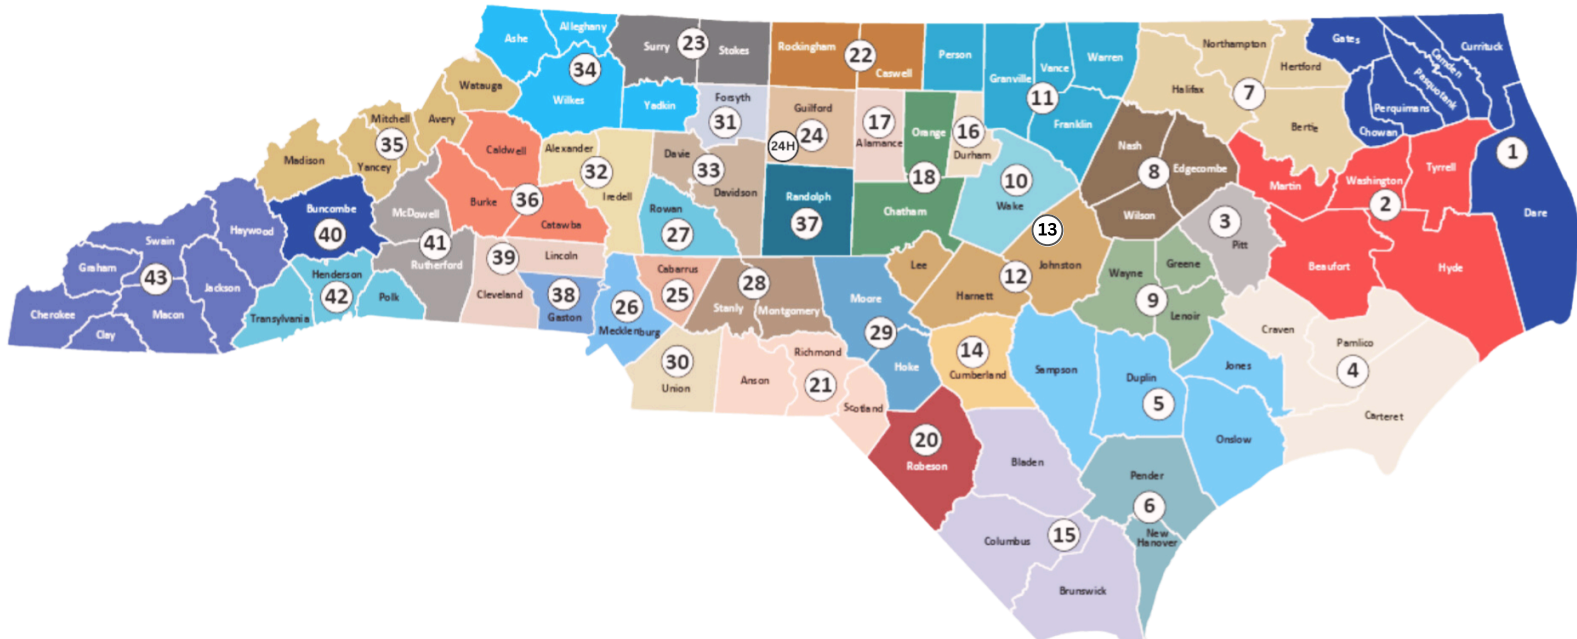 Ashe
Alleghany
Wilkes
34
Yadkin
Surry
23
Stokes
Rockingham
22
Caswell
Person
Granville
Vance
Warren
11
Franklin
Northampton
Hertford
Halifax
7
Bertie
Gates
Currituck
Camden
Pasquotank
Perquimans
Chowan
1
Dare
Watauga
Avery
Mitchell
35
Yancey
Madison
Caldwell
Burke
36
Catawba
Alexander
32
Iredell
Forsyth
31
Davie
33
Davidson
Rowan
27
Guilford
24H
24
Randolph
37
17
Alamance
Orange
18
Chatham
16
Durham
10
Wake
Nash
8
Edgecombe
Wilson
3
Pitt
Martin
Washington
Tyrrell
2
Beaufort
Hyde
Buncombe
40
McDowell
41
Rutherford
Haywood
Swain
Graham
43
Jackson
Cherokee
Macon
Clay
Henderson
42
Polk
Transylvania
39
Lincoln
Cleveland
38
Gaston
26
Mecklenburg
Cabarrus
25
28
Stanly
Montgomery
30
Union
Anson
Richmond
21
Scotland
Moore
29
Hoke
Lee
Harnett
12
13
Johnston
14
Cumberland
Sampson
Wayne
Greene
9
Lenoir
Duplin
5
Jones
Onslow
Craven
Pamlico
4
Carteret
20
Robeson
Bladen
Columbus
15
Brunswick
Pender
6
New
Hanover